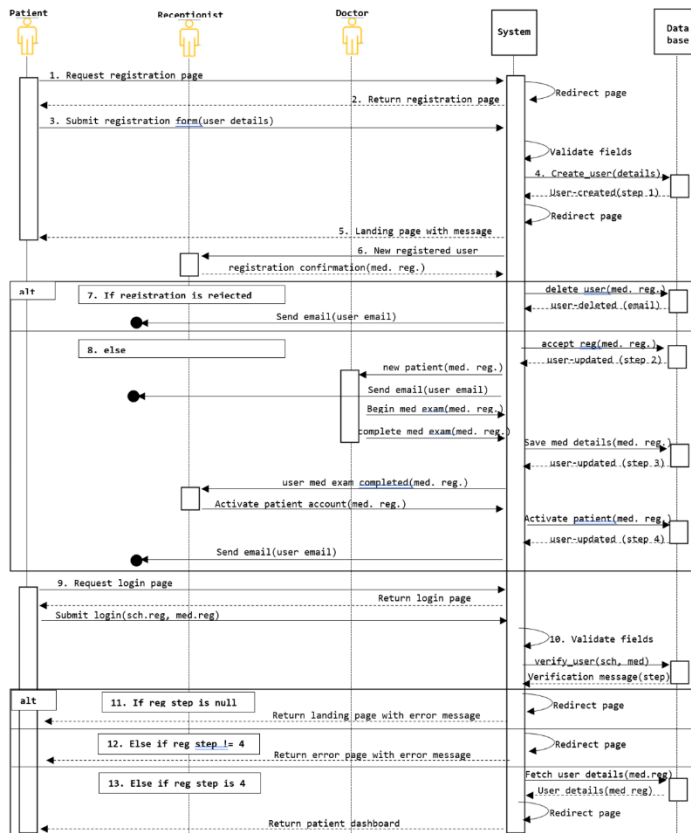 Patient
Receptionist
Doctor
System
Data
base
1. Request registration page
Redirect page
2. Return registration page
3. Submit registration form(user details)
Validate fields
4. Create_user(details)
User-created(step 1)
Redirect page
5. Landing page with message
6. New registered user
registration confirmation(med. reg.)
alt
7. If registration is rejected
delete user(med. reg.)
user-deleted (email)
Send email(user email)
8. else
accept reg(med. reg.)
user-updated (step 2)
new patient(med. reg.)
Send email(user email)
Begin med exam(med. reg.)
complete med exam(med. reg.)
Save med details(med. reg.)
user-updated (step 3)
user med exam completed(med. reg.)
Activate patient account(med. reg.)
Activate patient(med. reg.)
user-updated (step 4)
Send email(user email)
9. Request login page
Return login page
Submit login(sch.reg, med.reg)
10. Validate fields
verify_user(sch, med)
Verification message(step)
alt
11. If reg step is null
Redirect page
Return landing page with error message
12. Else if reg step != 4
Redirect page
Return error page with error message
13. Else if reg step is 4
Fetch user details(med.reg)
User details(med reg)
Redirect page
Return patient dashboard